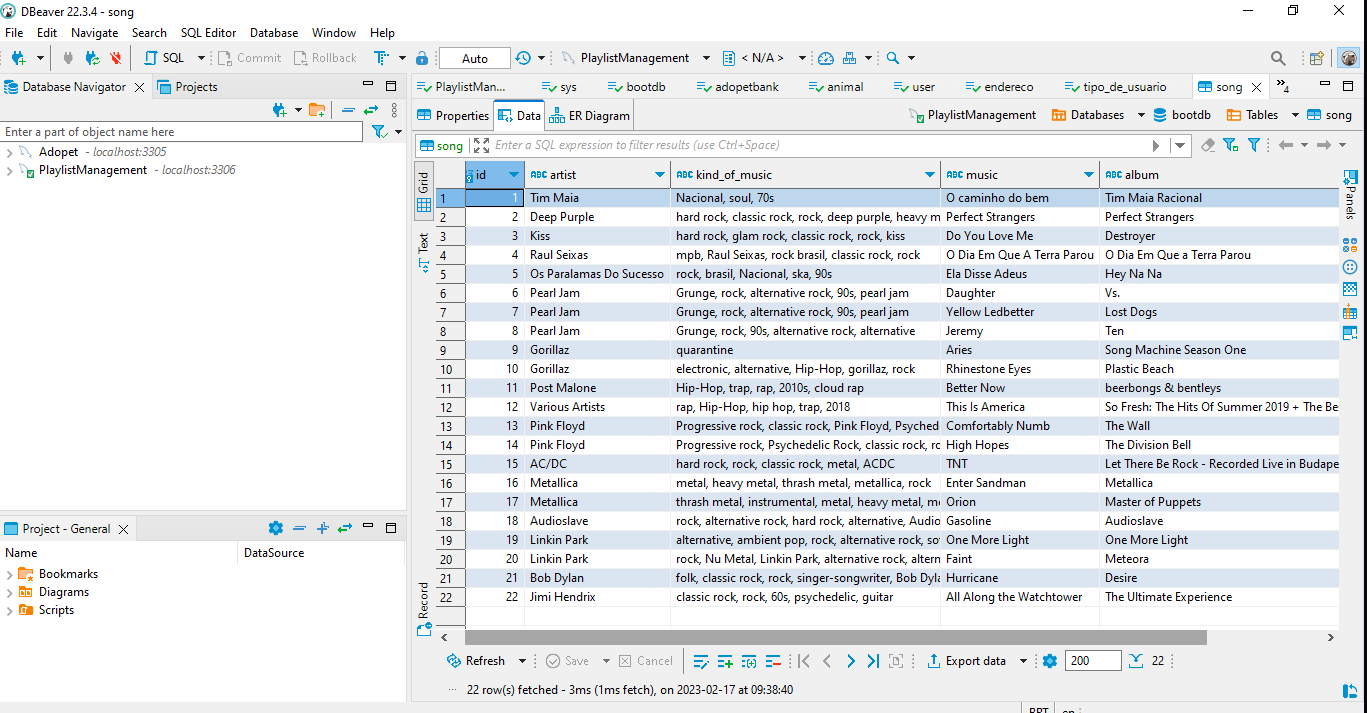 DBeaver 22.3.4 - song
File Edit Navigate Search SQL Editor Database Window Help
SQL Commit Rollback Auto PlaylistManagement < N/A >
Database Navigator Projects
Enter a part of object name here
Adopet - localhost:3305
PlaylistManagement - localhost:3306
Project - General
Name DataSource
Bookmarks
Diagrams
Scripts
PlaylistMan... sys bootdb adopetbank animal user endereco tipo_de_usuario song »4
Properties Data ER Diagram PlaylistManagement Databases bootdb Tables song
song Enter a SQL expression to filter results (use Ctrl+Space)
Grid
Text
Record
Panels
id ABC artist ABC kind_of_music ABC music ABC album
1 1 Tim Maia Nacional, soul, 70s O caminho do bem Tim Maia Racional
2 2 Deep Purple hard rock, classic rock, rock, deep purple, heavy m Perfect Strangers Perfect Strangers
3 3 Kiss hard rock, glam rock, classic rock, rock, kiss Do You Love Me Destroyer
4 4 Raul Seixas mpb, Raul Seixas, rock brasil, classic rock, rock O Dia Em Que A Terra Parou O Dia Em Que a Terra Parou
5 5 Os Paralamas Do Sucesso rock, brasil, Nacional, ska, 90s Ela Disse Adeus Hey Na Na
6 6 Pearl Jam Grunge, rock, alternative rock, 90s, pearl jam Daughter Vs.
7 7 Pearl Jam Grunge, rock, alternative rock, 90s, pearl jam Yellow Ledbetter Lost Dogs
8 8 Pearl Jam Grunge, rock, 90s, alternative rock, alternative Jeremy Ten
9 9 Gorillaz quarantine Aries Song Machine Season One
10 10 Gorillaz electronic, alternative, Hip-Hop, gorillaz, rock Rhinestone Eyes Plastic Beach
11 11 Post Malone Hip-Hop, trap, rap, 2010s, cloud rap Better Now beerbongs & bentleys
12 12 Various Artists rap, Hip-Hop, hip hop, trap, 2018 This Is America So Fresh: The Hits Of Summer 2019 + The Be
13 13 Pink Floyd Progressive rock, classic rock, Pink Floyd, Psyched Comfortably Numb The Wall
14 14 Pink Floyd Progressive rock, Psychedelic Rock, classic rock, rc High Hopes The Division Bell
15 15 AC/DC hard rock, rock, classic rock, metal, ACDC TNT Let There Be Rock - Recorded Live in Budape
16 16 Metallica metal, heavy metal, thrash metal, metallica, rock Enter Sandman Metallica
17 17 Metallica thrash metal, instrumental, metal, heavy metal, m Orion Master of Puppets
18 18 Audioslave rock, alternative rock, hard rock, alternative, Audio Gasoline Audioslave
19 19 Linkin Park alternative, ambient pop, rock, alternative rock, so One More Light One More Light
20 20 Linkin Park rock, Nu Metal, Linkin Park, alternative rock, altern Faint Meteora
21 21 Bob Dylan folk, classic rock, rock, singer-songwriter, Bob Dyla Hurricane Desire
22 22 Jimi Hendrix classic rock, rock, 60s, psychedelic, guitar All Along the Watchtower The Ultimate Experience
Refresh Save Cancel Export data 200 22
22 row(s) fetched - 3ms (1ms fetch), on 2023-02-17 at 09:38:40